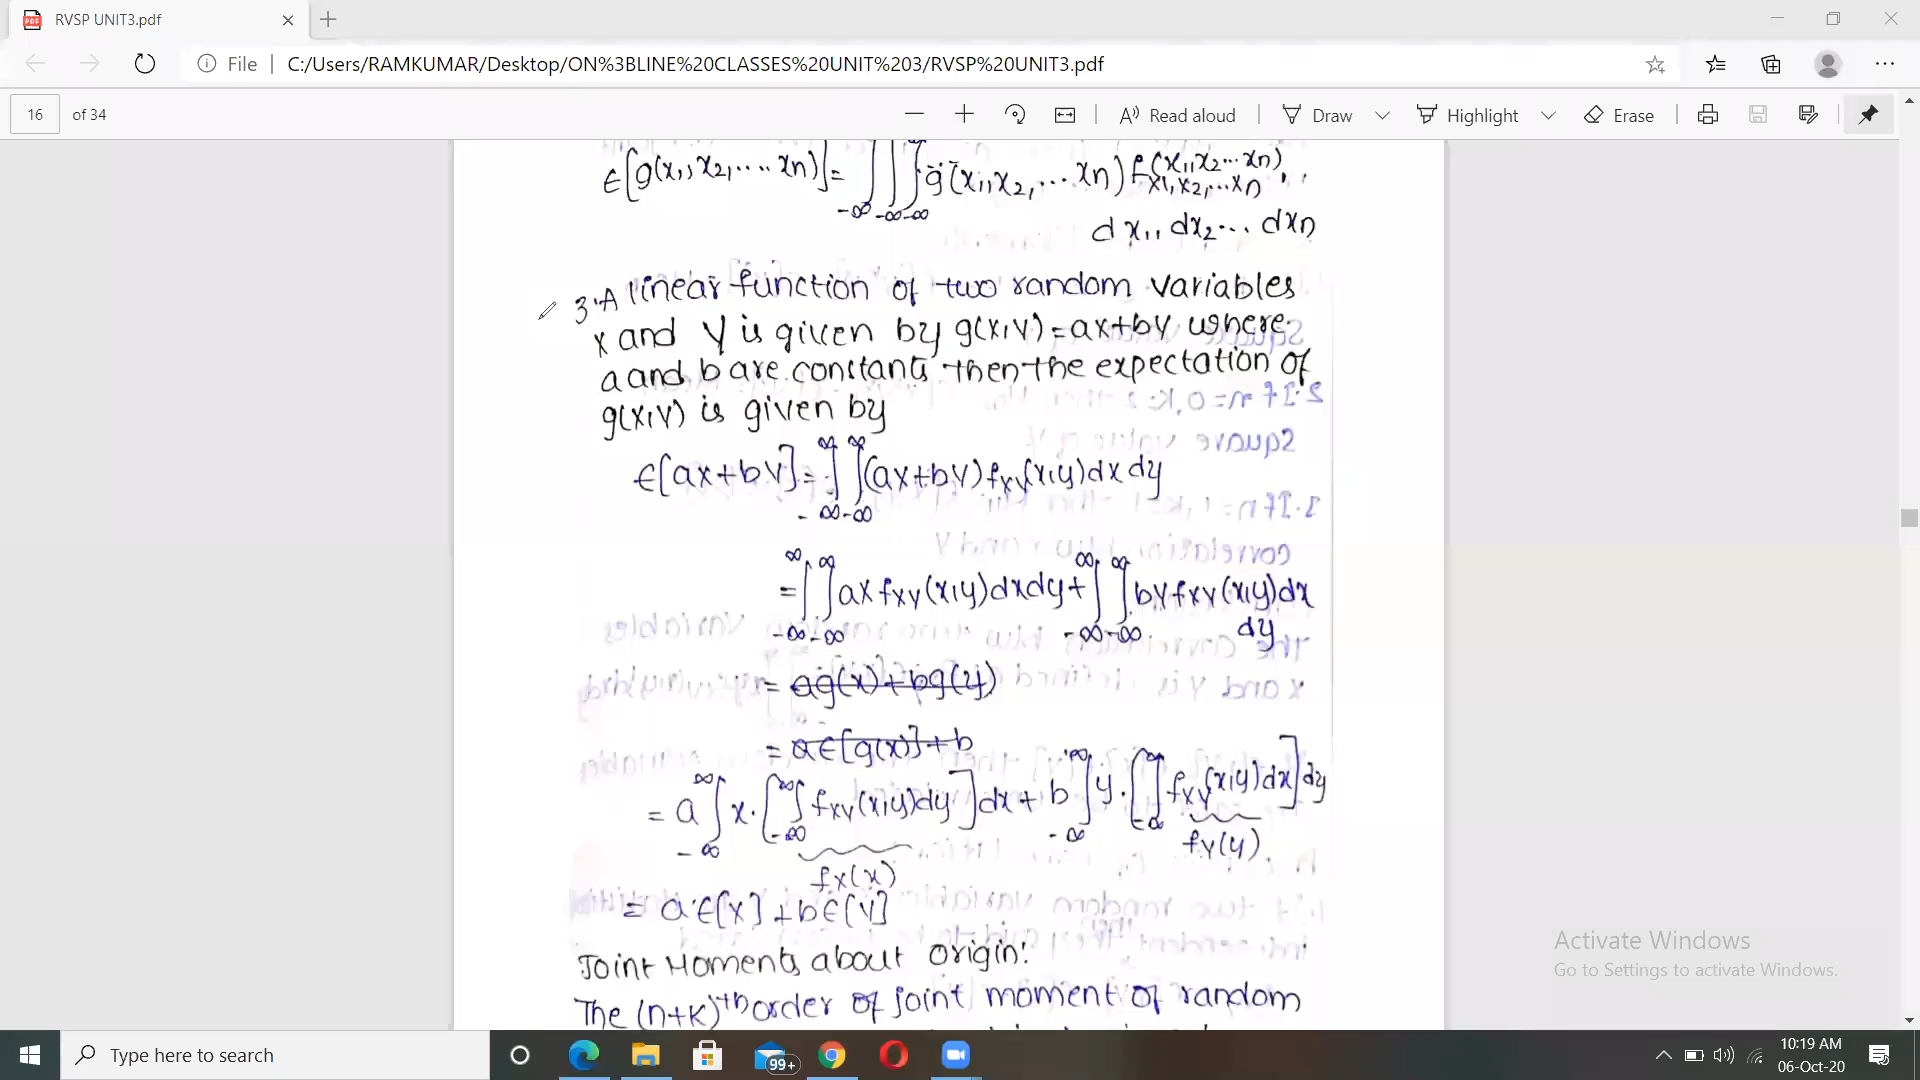 RVSP UNIT3.pdf
File | C:/Users/RAMKUMAR/Desktop/ON%3BLINE%20CLASSES%20UNIT%203/RVSP%20UNIT3.pdf
16 of 34
Read aloud
Draw
Highlight
Erase
∈[g(x1, x2, .... xn)] = ∫∫∫ g(x1, x2, ... xn) f(x1, x2 ... xn)
-∞ -∞ -∞ x1, x2, ... xn
dx1, dx2 ... dxn
3. A linear function of two random variables
x and y is given by g(x,y) = ax+by where
a and b are constants then the expectation of
g(x,y) is given by
∈[ax+by] = ∫∫(ax+by) fxy(x,y) dx dy
= ∫∫ ax fxy(x,y) dxdy + ∫∫ by fxy(x,y) dx
dy
= ag(x) + bg(y)
= a∈[g(x)] + b
= a ∫ x. [∫ fxy(x,y) dy] dx + b ∫ y. [∫ fxy(x,y) dx] dy
fx(x) fy(y).
= a∈[x] + b∈[y]
Joint Moments about origin:
The (n+k)th order of joint moment of random
Activate Windows
Go to Settings to activate Windows.
Type here to search
99+
10:19 AM
06-Oct-20